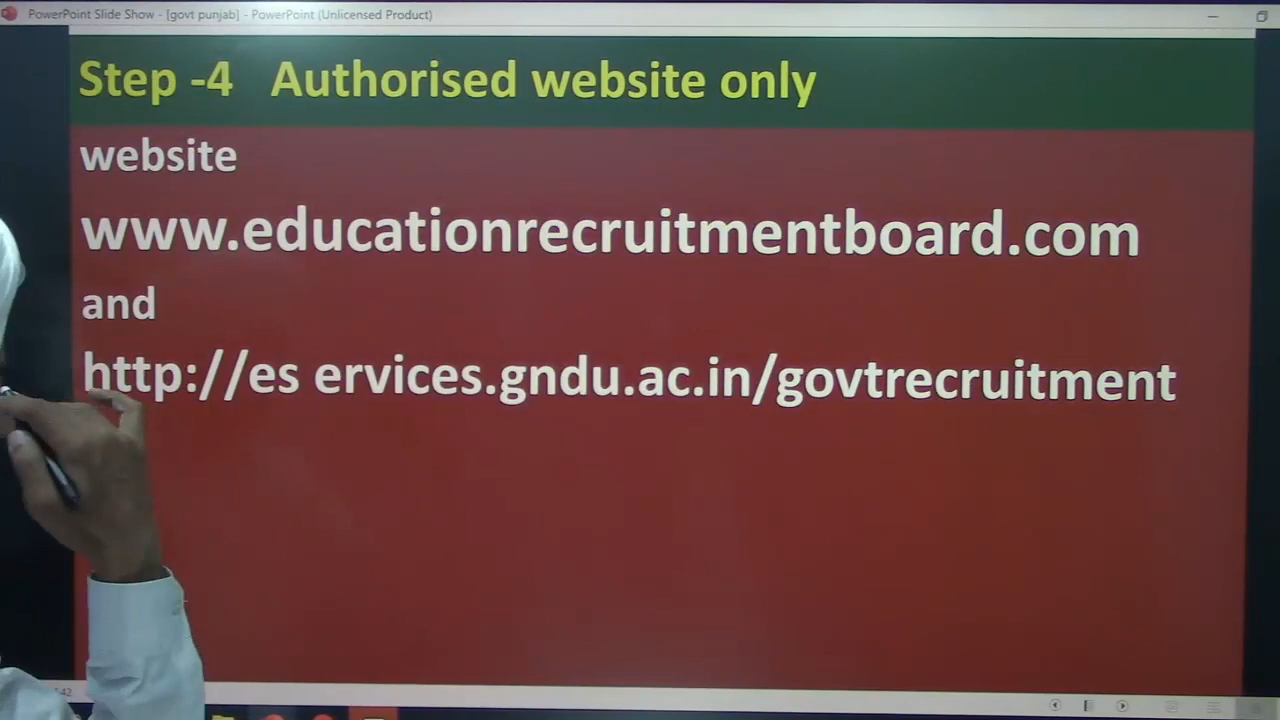 PowerPoint Slide Show - [govt punjab] - PowerPoint (Unlicensed Product)
Step -4 Authorised website only
website
www.educationrecruitmentboard.com
and
http://es ervices.gndu.ac.in/govtrecruitment